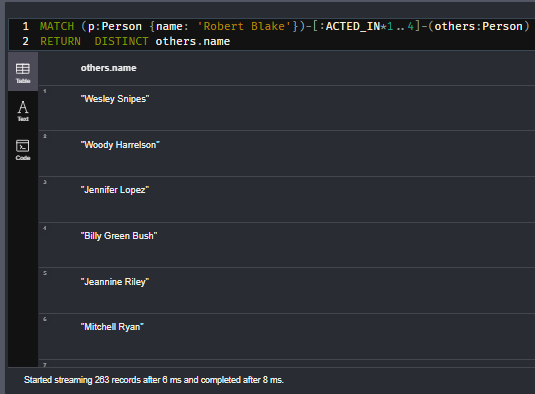 1 MATCH (p:Person {name: 'Robert Blake'})-[:ACTED_IN*1..4]-(others:Person)
2 RETURN DISTINCT others.name
Table
others.name
1 "Wesley Snipes"
A
Text
2 "Woody Harrelson"
Code
3 "Jennifer Lopez"
4 "Billy Green Bush"
5 "Jeannine Riley"
6 "Mitchell Ryan"
7
Started streaming 263 records after 6 ms and completed after 8 ms.